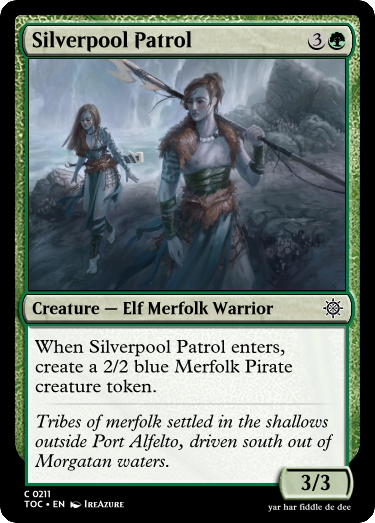 Silverpool Patrol 3
Creature — Elf Merfolk Warrior
When Silverpool Patrol enters,
create a 2/2 blue Merfolk Pirate
creature token.
Tribes of merfolk settled in the shallows
outside Port Alfelto, driven south out of
Morgatan waters.
3/3
C 0211
TOC • EN IreAzure
yar har fiddle de dee